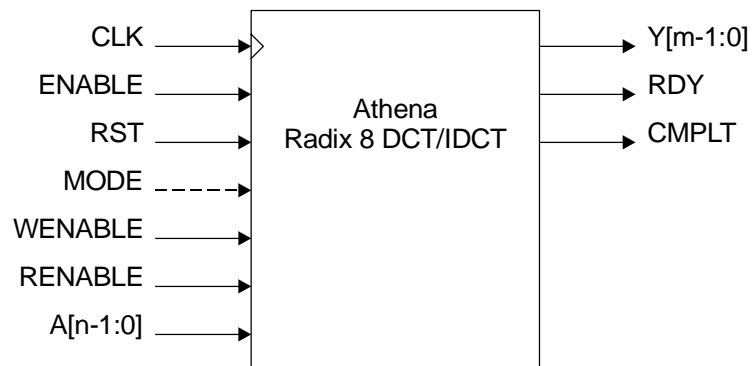 CLK
ENABLE
RST
MODE
WENABLE
RENABLE
A[n-1:0]
Athena
Radix 8 DCT/IDCT
Y[m-1:0]
RDY
CMPLT